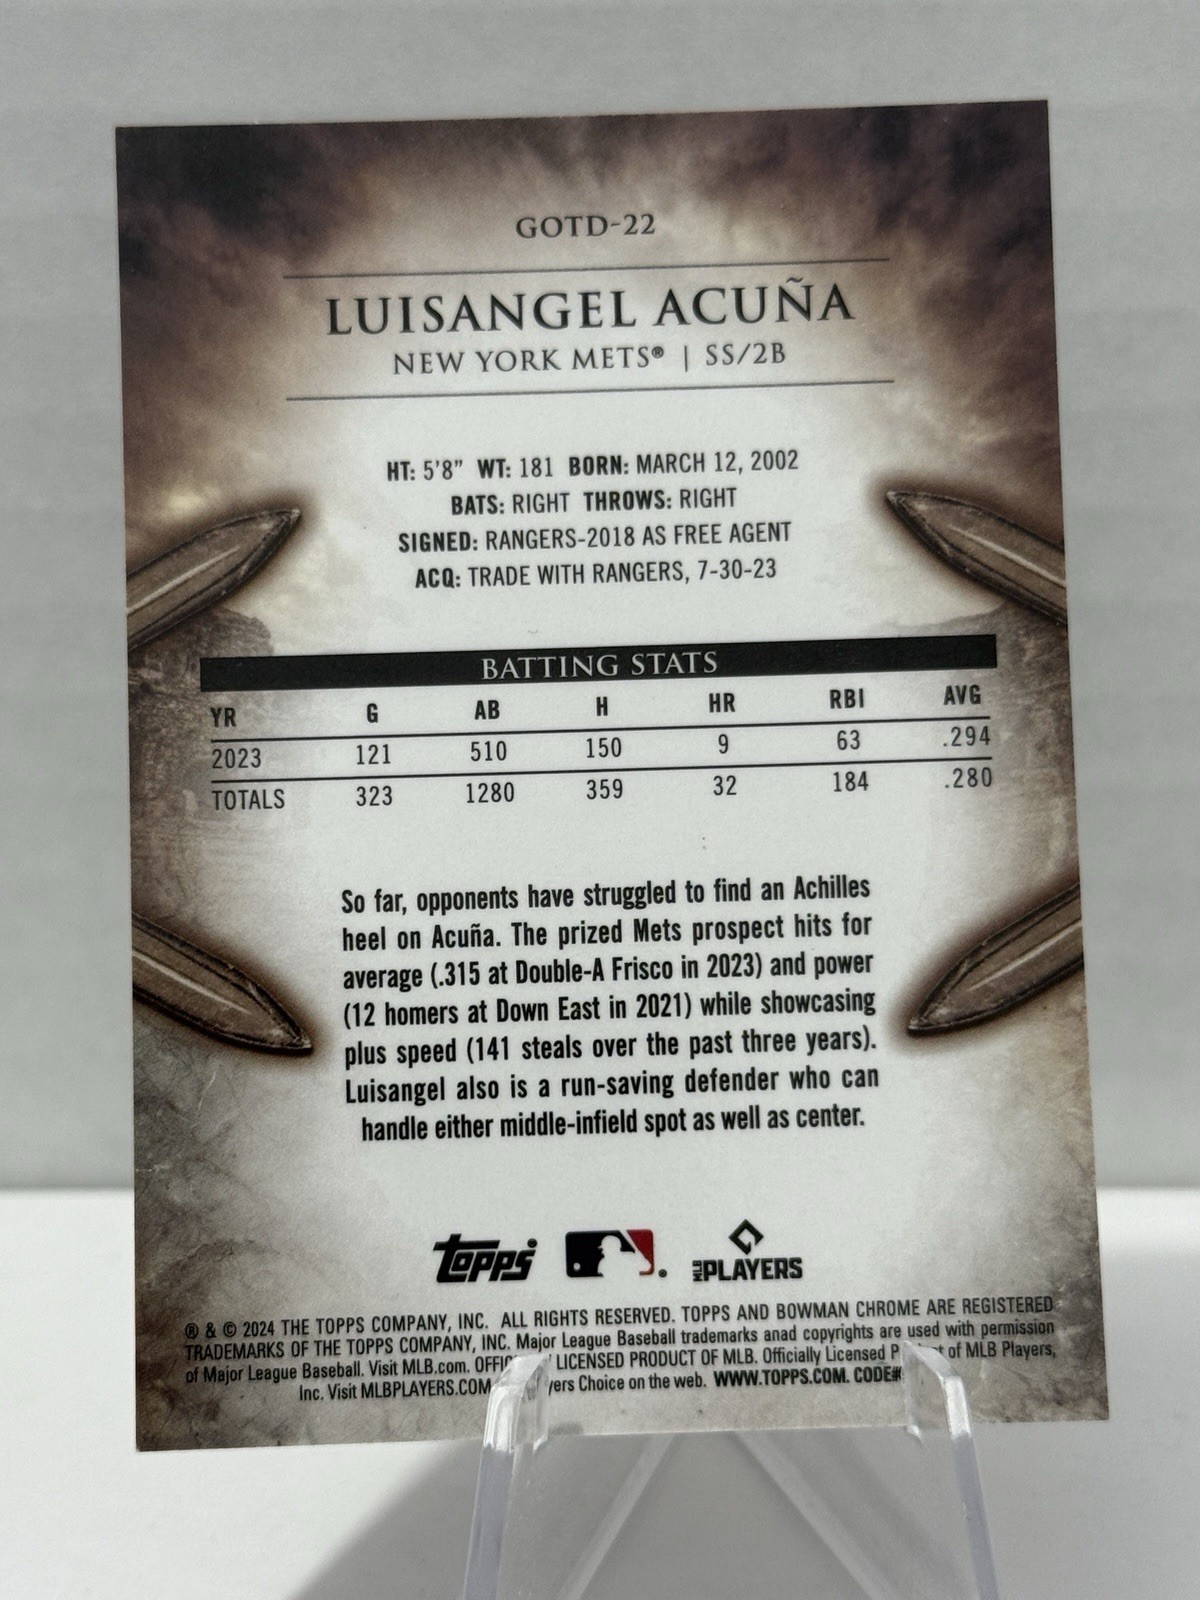 GOTD-22
LUISANGEL ACUÑA
NEW YORK METS® | SS/2B
HT: 5'8" WT: 181 BORN: MARCH 12, 2002
BATS: RIGHT THROWS: RIGHT
SIGNED: RANGERS-2018 AS FREE AGENT
ACQ: TRADE WITH RANGERS, 7-30-23
BATTING STATS
YR G AB H HR RBI AVG
2023 121 510 150 9 63 .294
TOTALS 323 1280 359 32 184 .280
So far, opponents have struggled to find an Achilles
heel on Acuña. The prized Mets prospect hits for
average (.315 at Double-A Frisco in 2023) and power
(12 homers at Down East in 2021) while showcasing
plus speed (141 steals over the past three years).
Luisangel also is a run-saving defender who can
handle either middle-infield spot as well as center.
Topps ® MLB PLAYERS
® & © 2024 THE TOPPS COMPANY, INC. ALL RIGHTS RESERVED. TOPPS AND BOWMAN CHROME ARE REGISTERED
TRADEMARKS OF THE TOPPS COMPANY, INC. Major League Baseball trademarks anad copyrights are used with permission
of Major League Baseball. Visit MLB.com. LICENSED PRODUCT OF MLB. Officially Licensed of MLB Players,
Inc. Visit MLBPLAYERS.COM Choice on the web. WWW.TOPPS.COM. CODE#